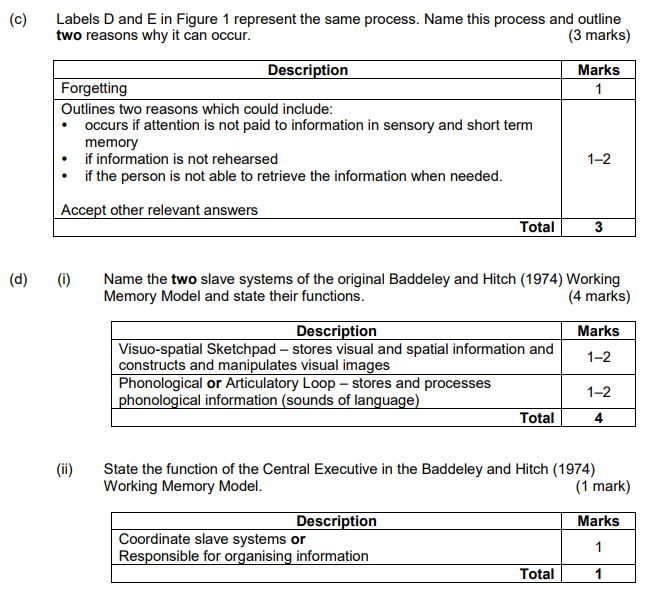 (c) Labels D and E in Figure 1 represent the same process. Name this process and outline
two reasons why it can occur. (3 marks)
Description Marks
Forgetting 1
Outlines two reasons which could include:
• occurs if attention is not paid to information in sensory and short term
memory
• if information is not rehearsed
• if the person is not able to retrieve the information when needed.
1–2
Accept other relevant answers
Total 3
(d) (i) Name the two slave systems of the original Baddeley and Hitch (1974) Working
Memory Model and state their functions. (4 marks)
Description Marks
Visuo-spatial Sketchpad – stores visual and spatial information and
constructs and manipulates visual images
1–2
Phonological or Articulatory Loop – stores and processes
phonological information (sounds of language)
1–2
Total 4
(ii) State the function of the Central Executive in the Baddeley and Hitch (1974)
Working Memory Model. (1 mark)
Description Marks
Coordinate slave systems or
Responsible for organising information
1
Total 1